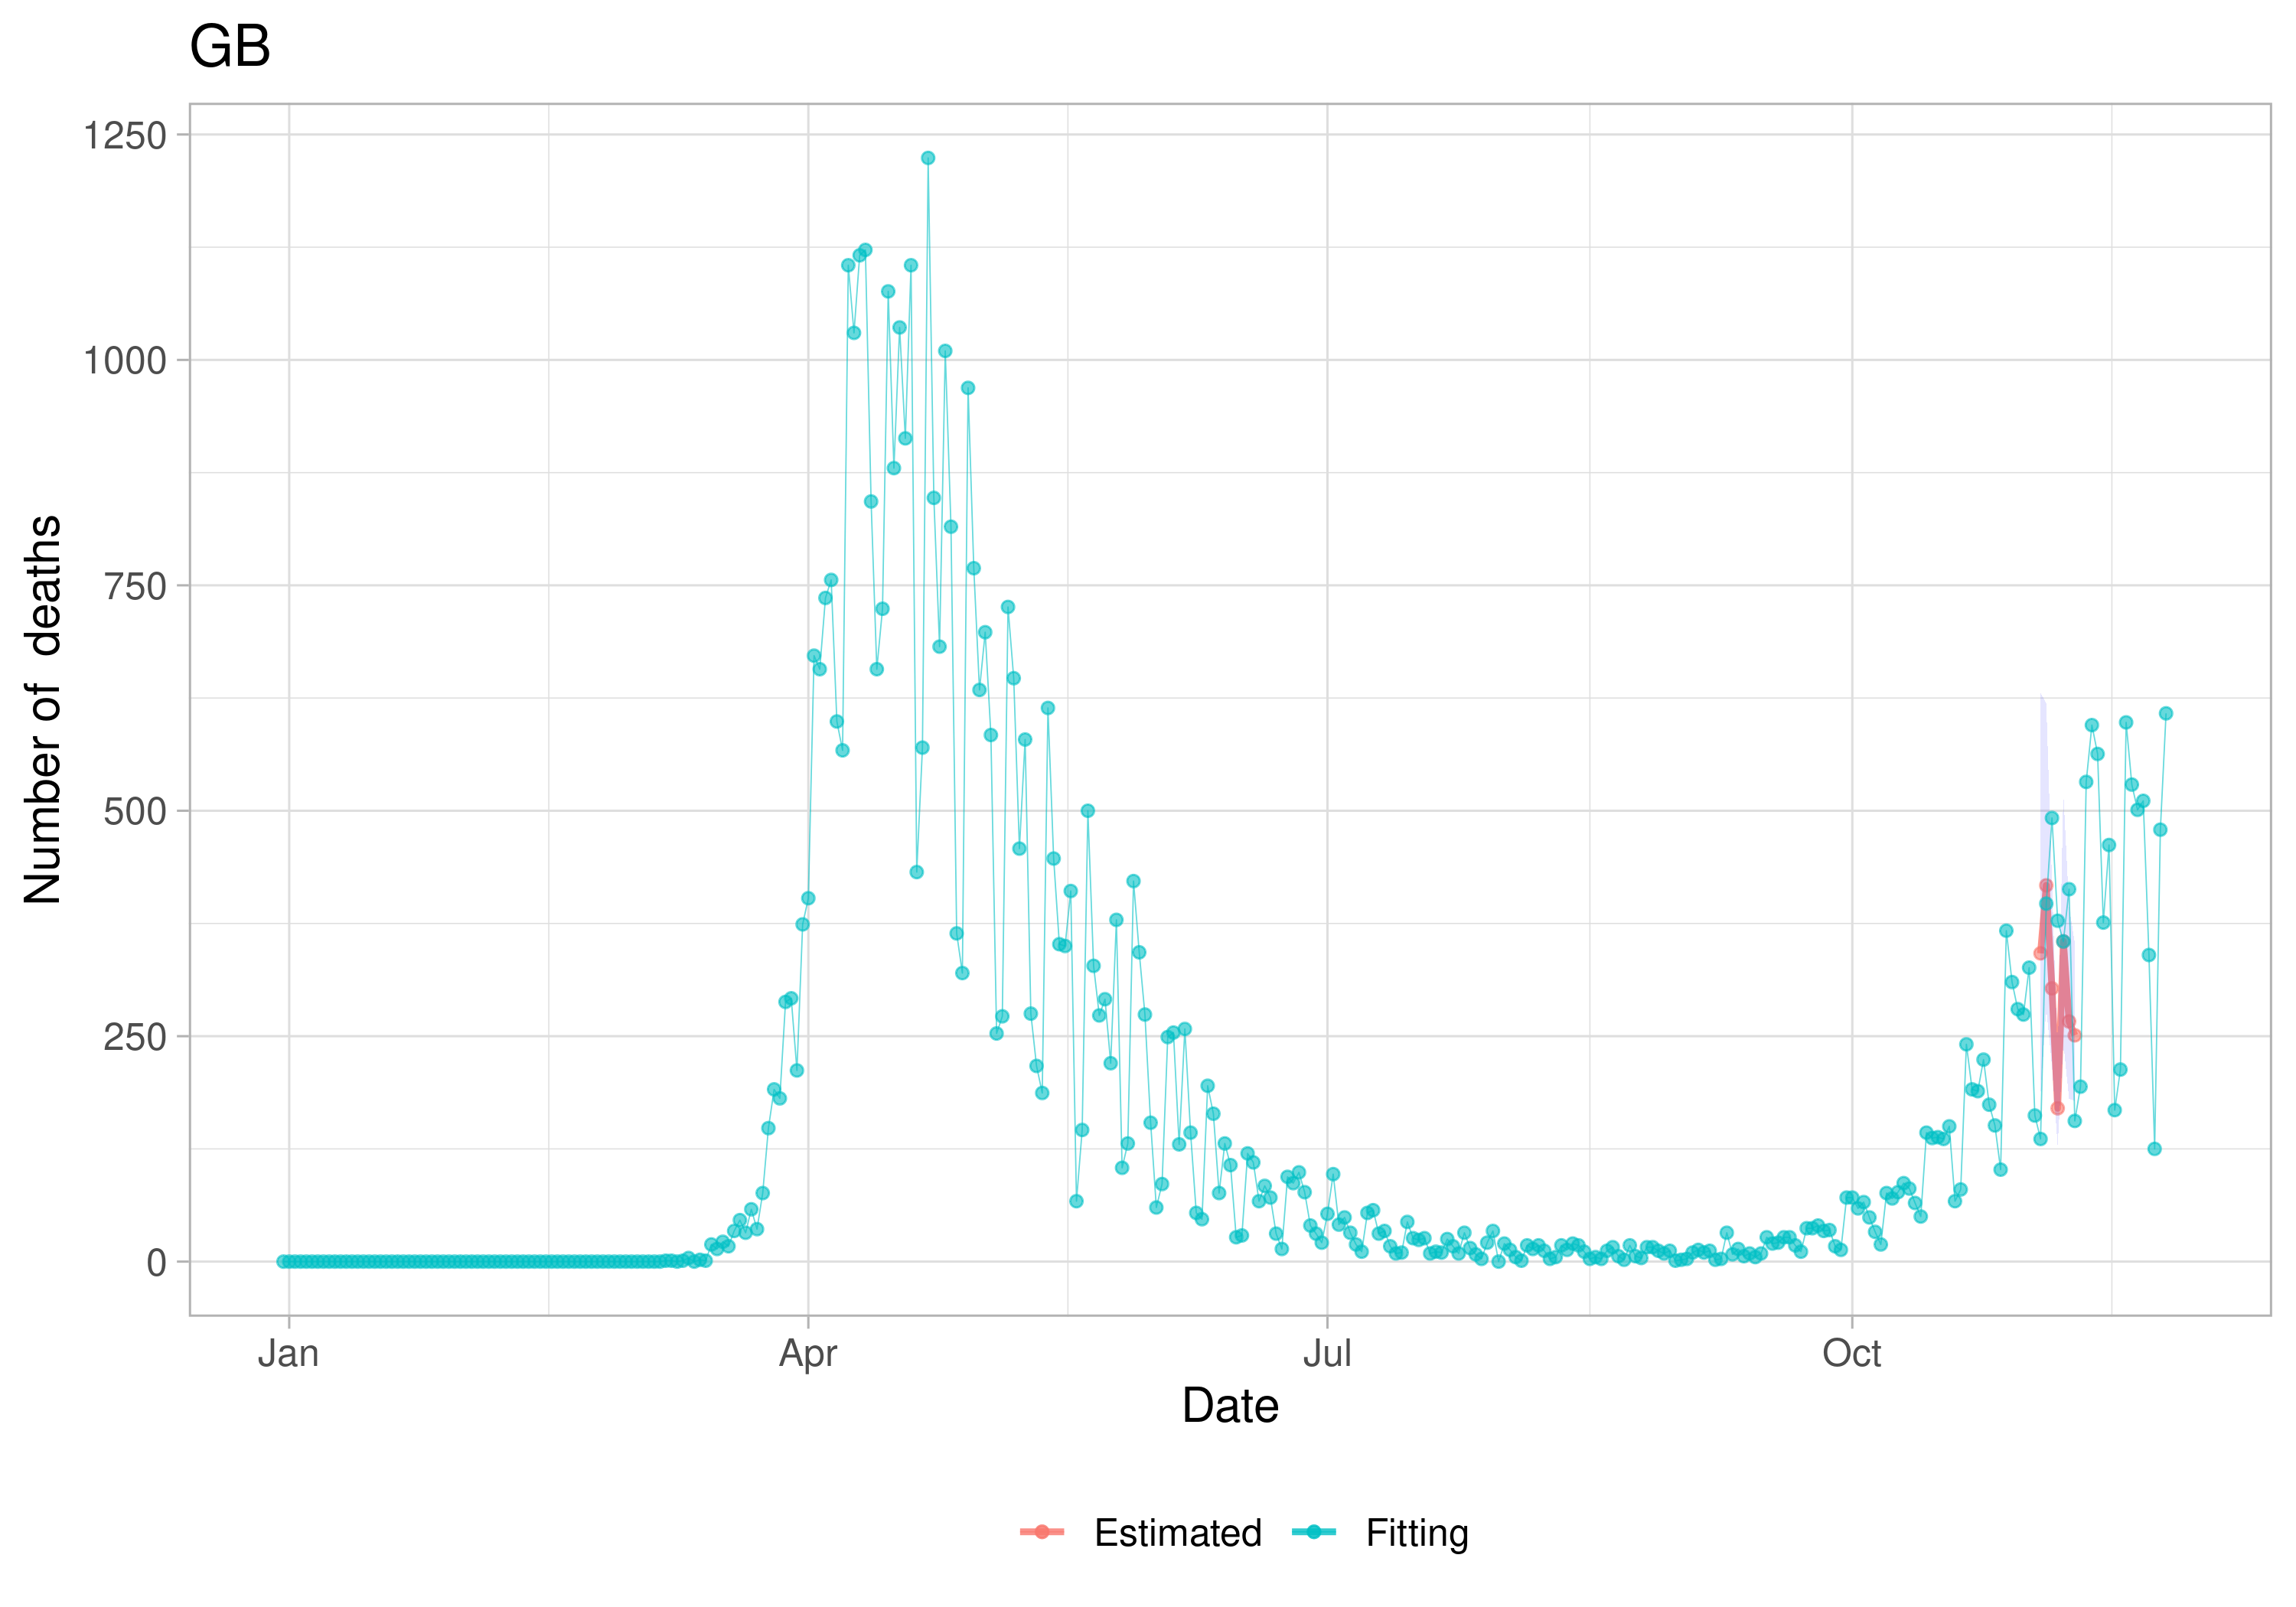 GB
1250
1000
750
500
250
0
Number of deaths
Jan Apr Jul Oct
Date
Estimated Fitting